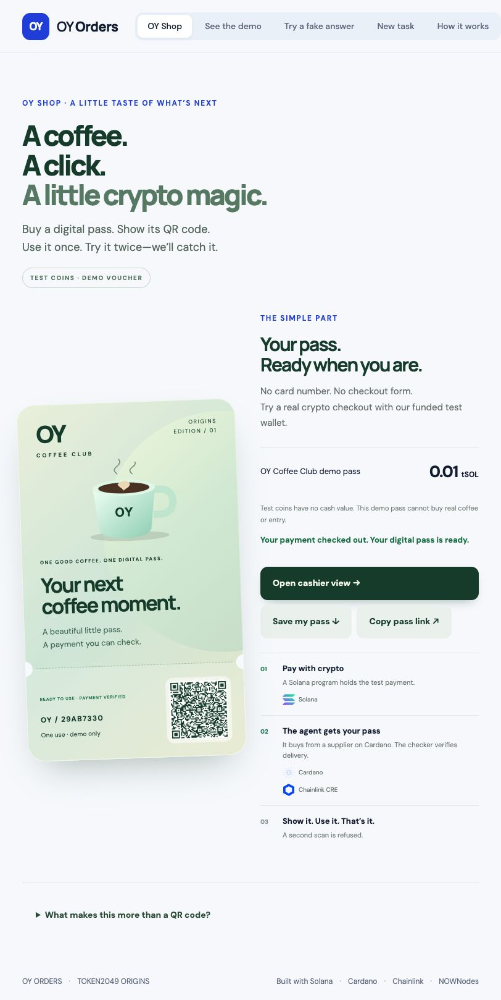 OY
OY Orders
OY Shop
See the demo
Try a fake answer
New task
How it works
OY SHOP · A LITTLE TASTE OF WHAT’S NEXT
A coffee.
A click.
A little crypto magic.
Buy a digital pass. Show its QR code.
Use it once. Try it twice—we’ll catch it.
TEST COINS · DEMO VOUCHER
OY
COFFEE CLUB
ORIGINS
EDITION / 01
OY
ONE GOOD COFFEE. ONE DIGITAL PASS.
Your next
coffee moment.
A beautiful little pass.
A payment you can check.
READY TO USE · PAYMENT VERIFIED
OY / 29AB7330
One use · demo only
THE SIMPLE PART
Your pass.
Ready when you are.
No card number. No checkout form.
Try a real crypto checkout with our funded test
wallet.
OY Coffee Club demo pass
0.01 tSOL
Test coins have no cash value. This demo pass cannot buy real coffee
or entry.
Your payment checked out. Your digital pass is ready.
Open cashier view →
Save my pass ↓
Copy pass link ↗
01
Pay with crypto
A Solana program holds the test payment.
Solana
02
The agent gets your pass
It buys from a supplier on Cardano. The checker verifies
delivery.
Cardano
Chainlink CRE
03
Show it. Use it. That’s it.
A second scan is refused.
▶ What makes this more than a QR code?
OY ORDERS · TOKEN2049 ORIGINS
Built with Solana · Cardano · Chainlink · NOWNodes